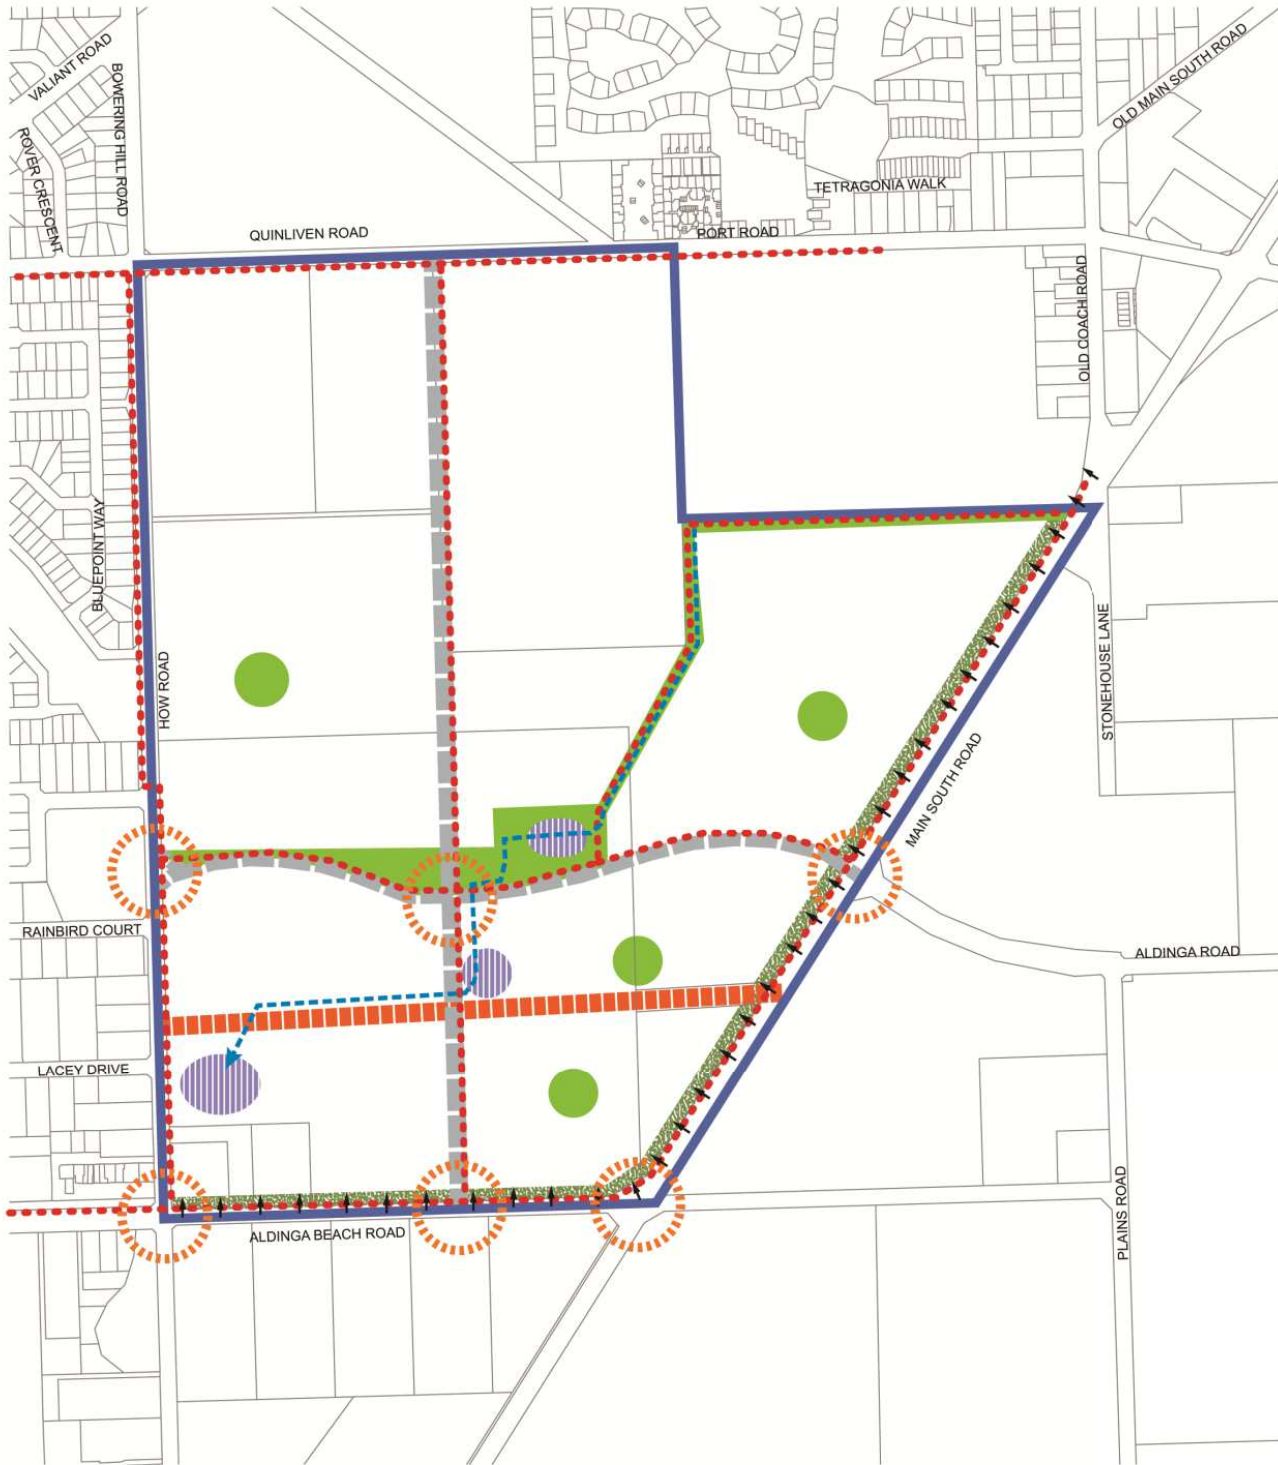 VALIANT ROAD
BOWERING HILL ROAD
ROVER CRESCENT
OLD MAIN SOUTH ROAD
TETRAGONIA WALK
QUINLIVEN ROAD
PORT ROAD
OLD COACH ROAD
BLUEPOINT WAY
HOW ROAD
STONEHOUSE LANE
MAIN SOUTH ROAD
RAINBIRD COURT
ALDINGA ROAD
LACEY DRIVE
PLAINS ROAD
ALDINGA BEACH ROAD